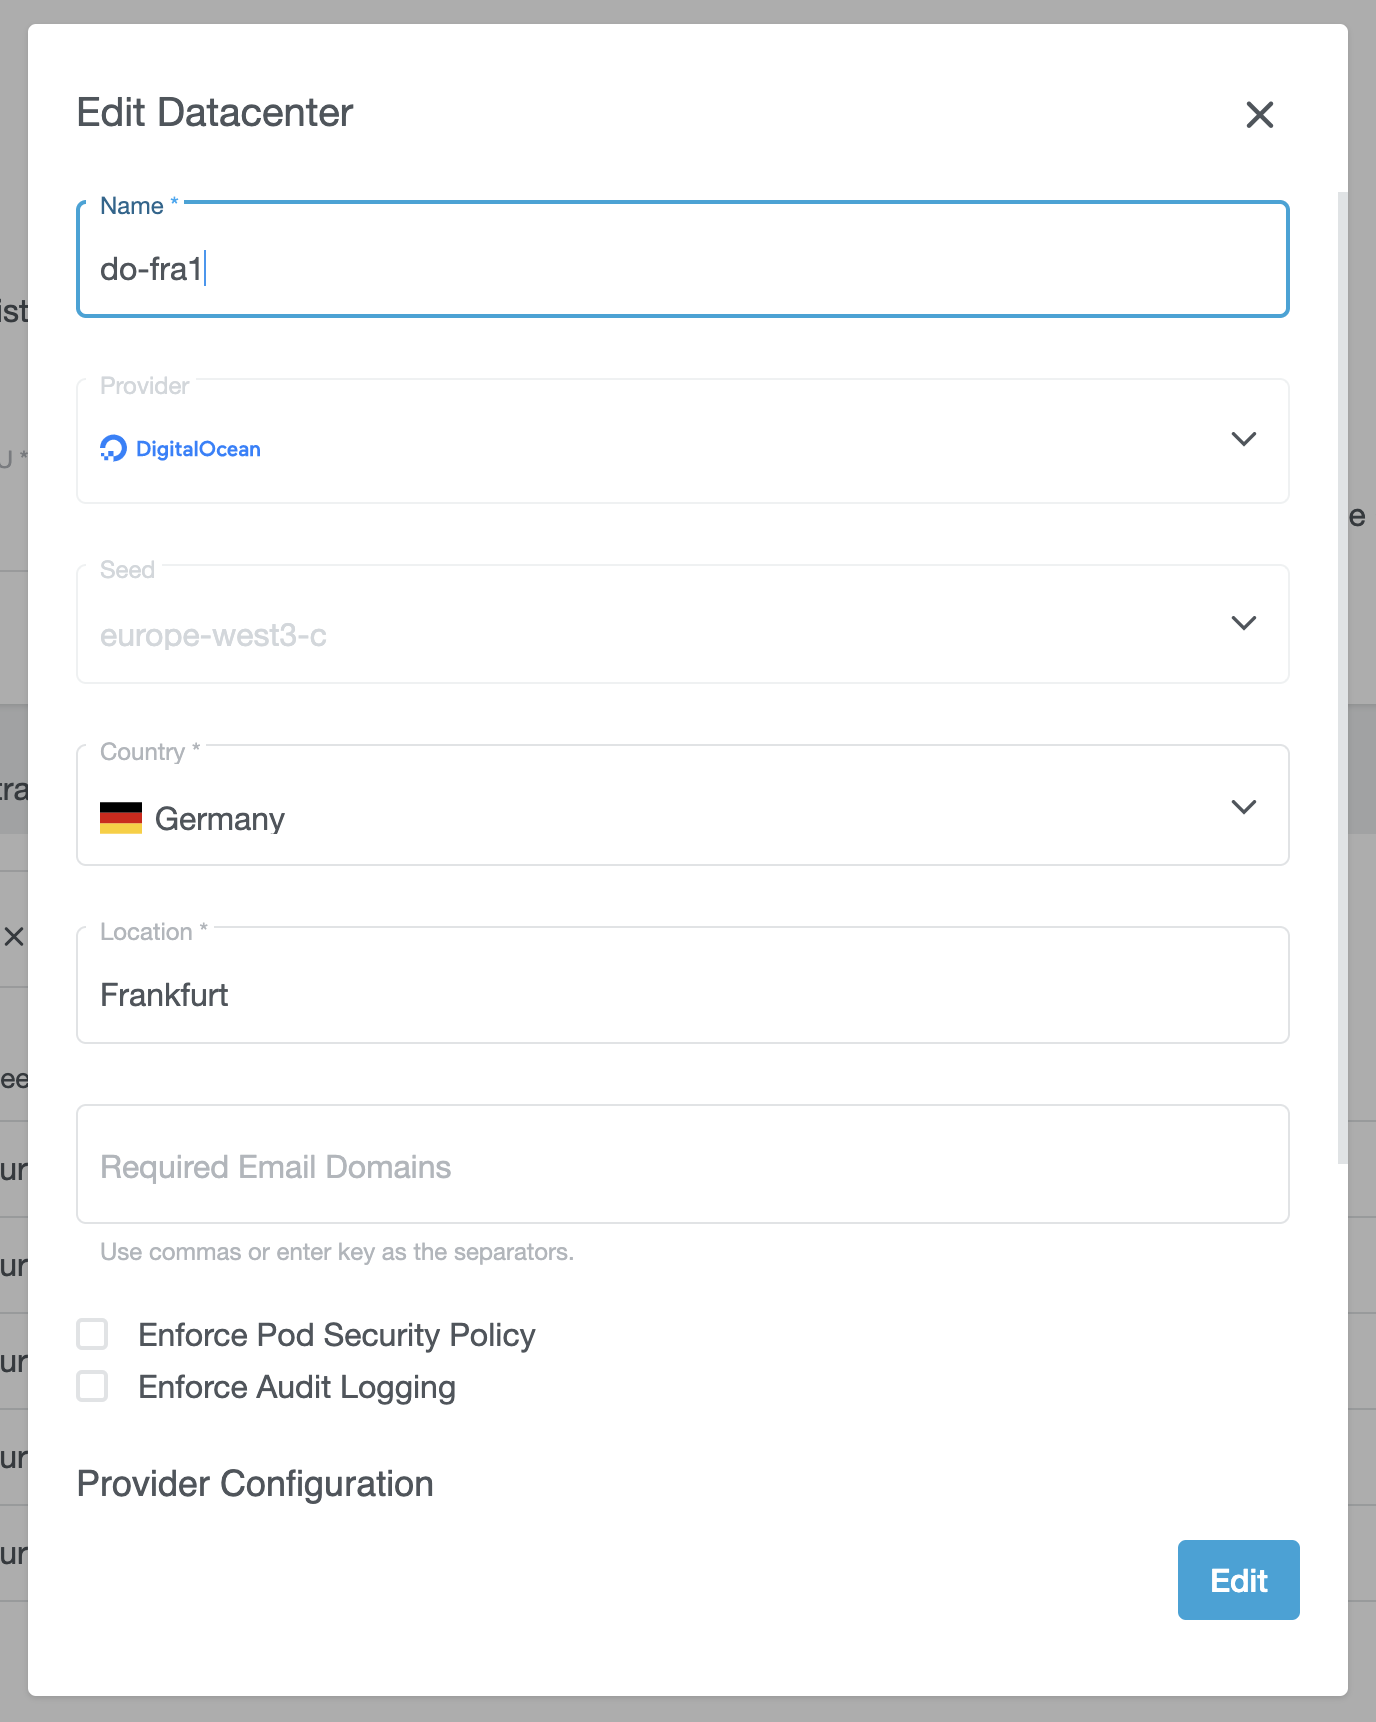 Edit Datacenter
Name *
do-fra1
Provider
DigitalOcean
Seed
europe-west3-c
Country *
Germany
Location *
Frankfurt
Required Email Domains
Use commas or enter key as the separators.
Enforce Pod Security Policy
Enforce Audit Logging
Provider Configuration
Edit